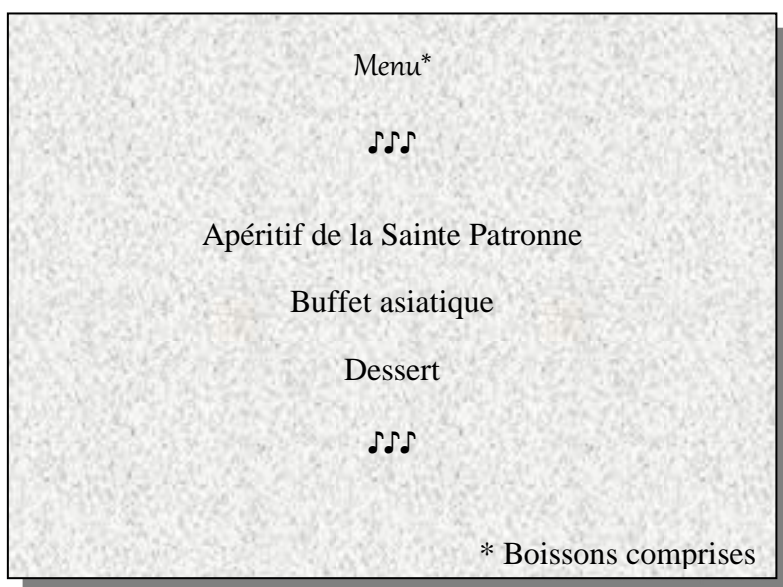 Menu*
♪♪♪
Apéritif de la Sainte Patronne
Buffet asiatique
Dessert
♪♪♪
* Boissons comprises